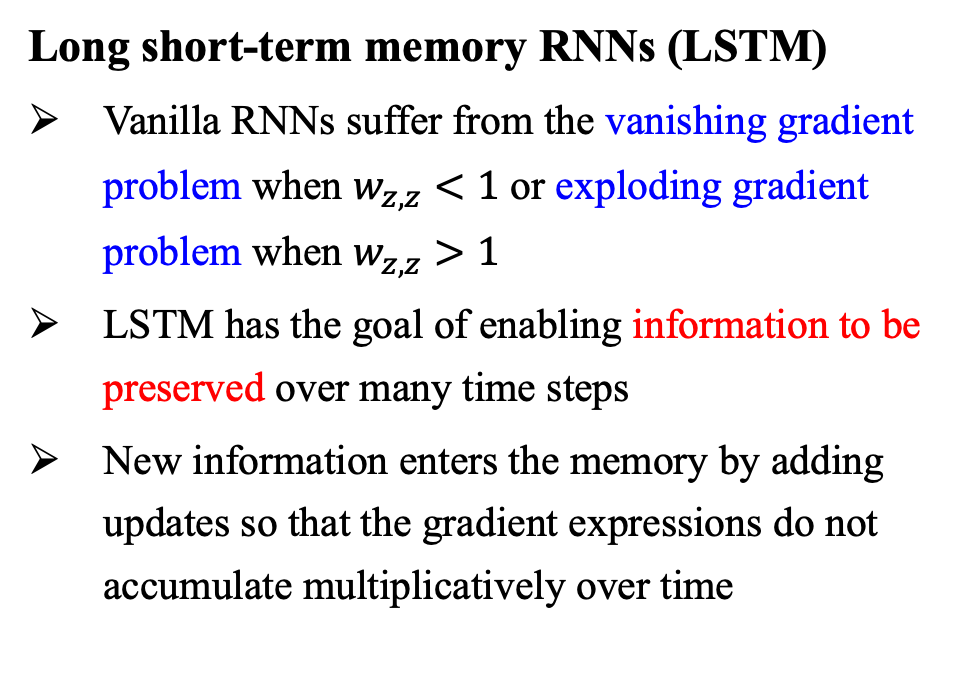 Long short-term memory RNNs (LSTM)
➢ Vanilla RNNs suffer from the vanishing gradient
problem when w_{z,z} < 1 or exploding gradient
problem when w_{z,z} > 1
➢ LSTM has the goal of enabling information to be
preserved over many time steps
➢ New information enters the memory by adding
updates so that the gradient expressions do not
accumulate multiplicatively over time